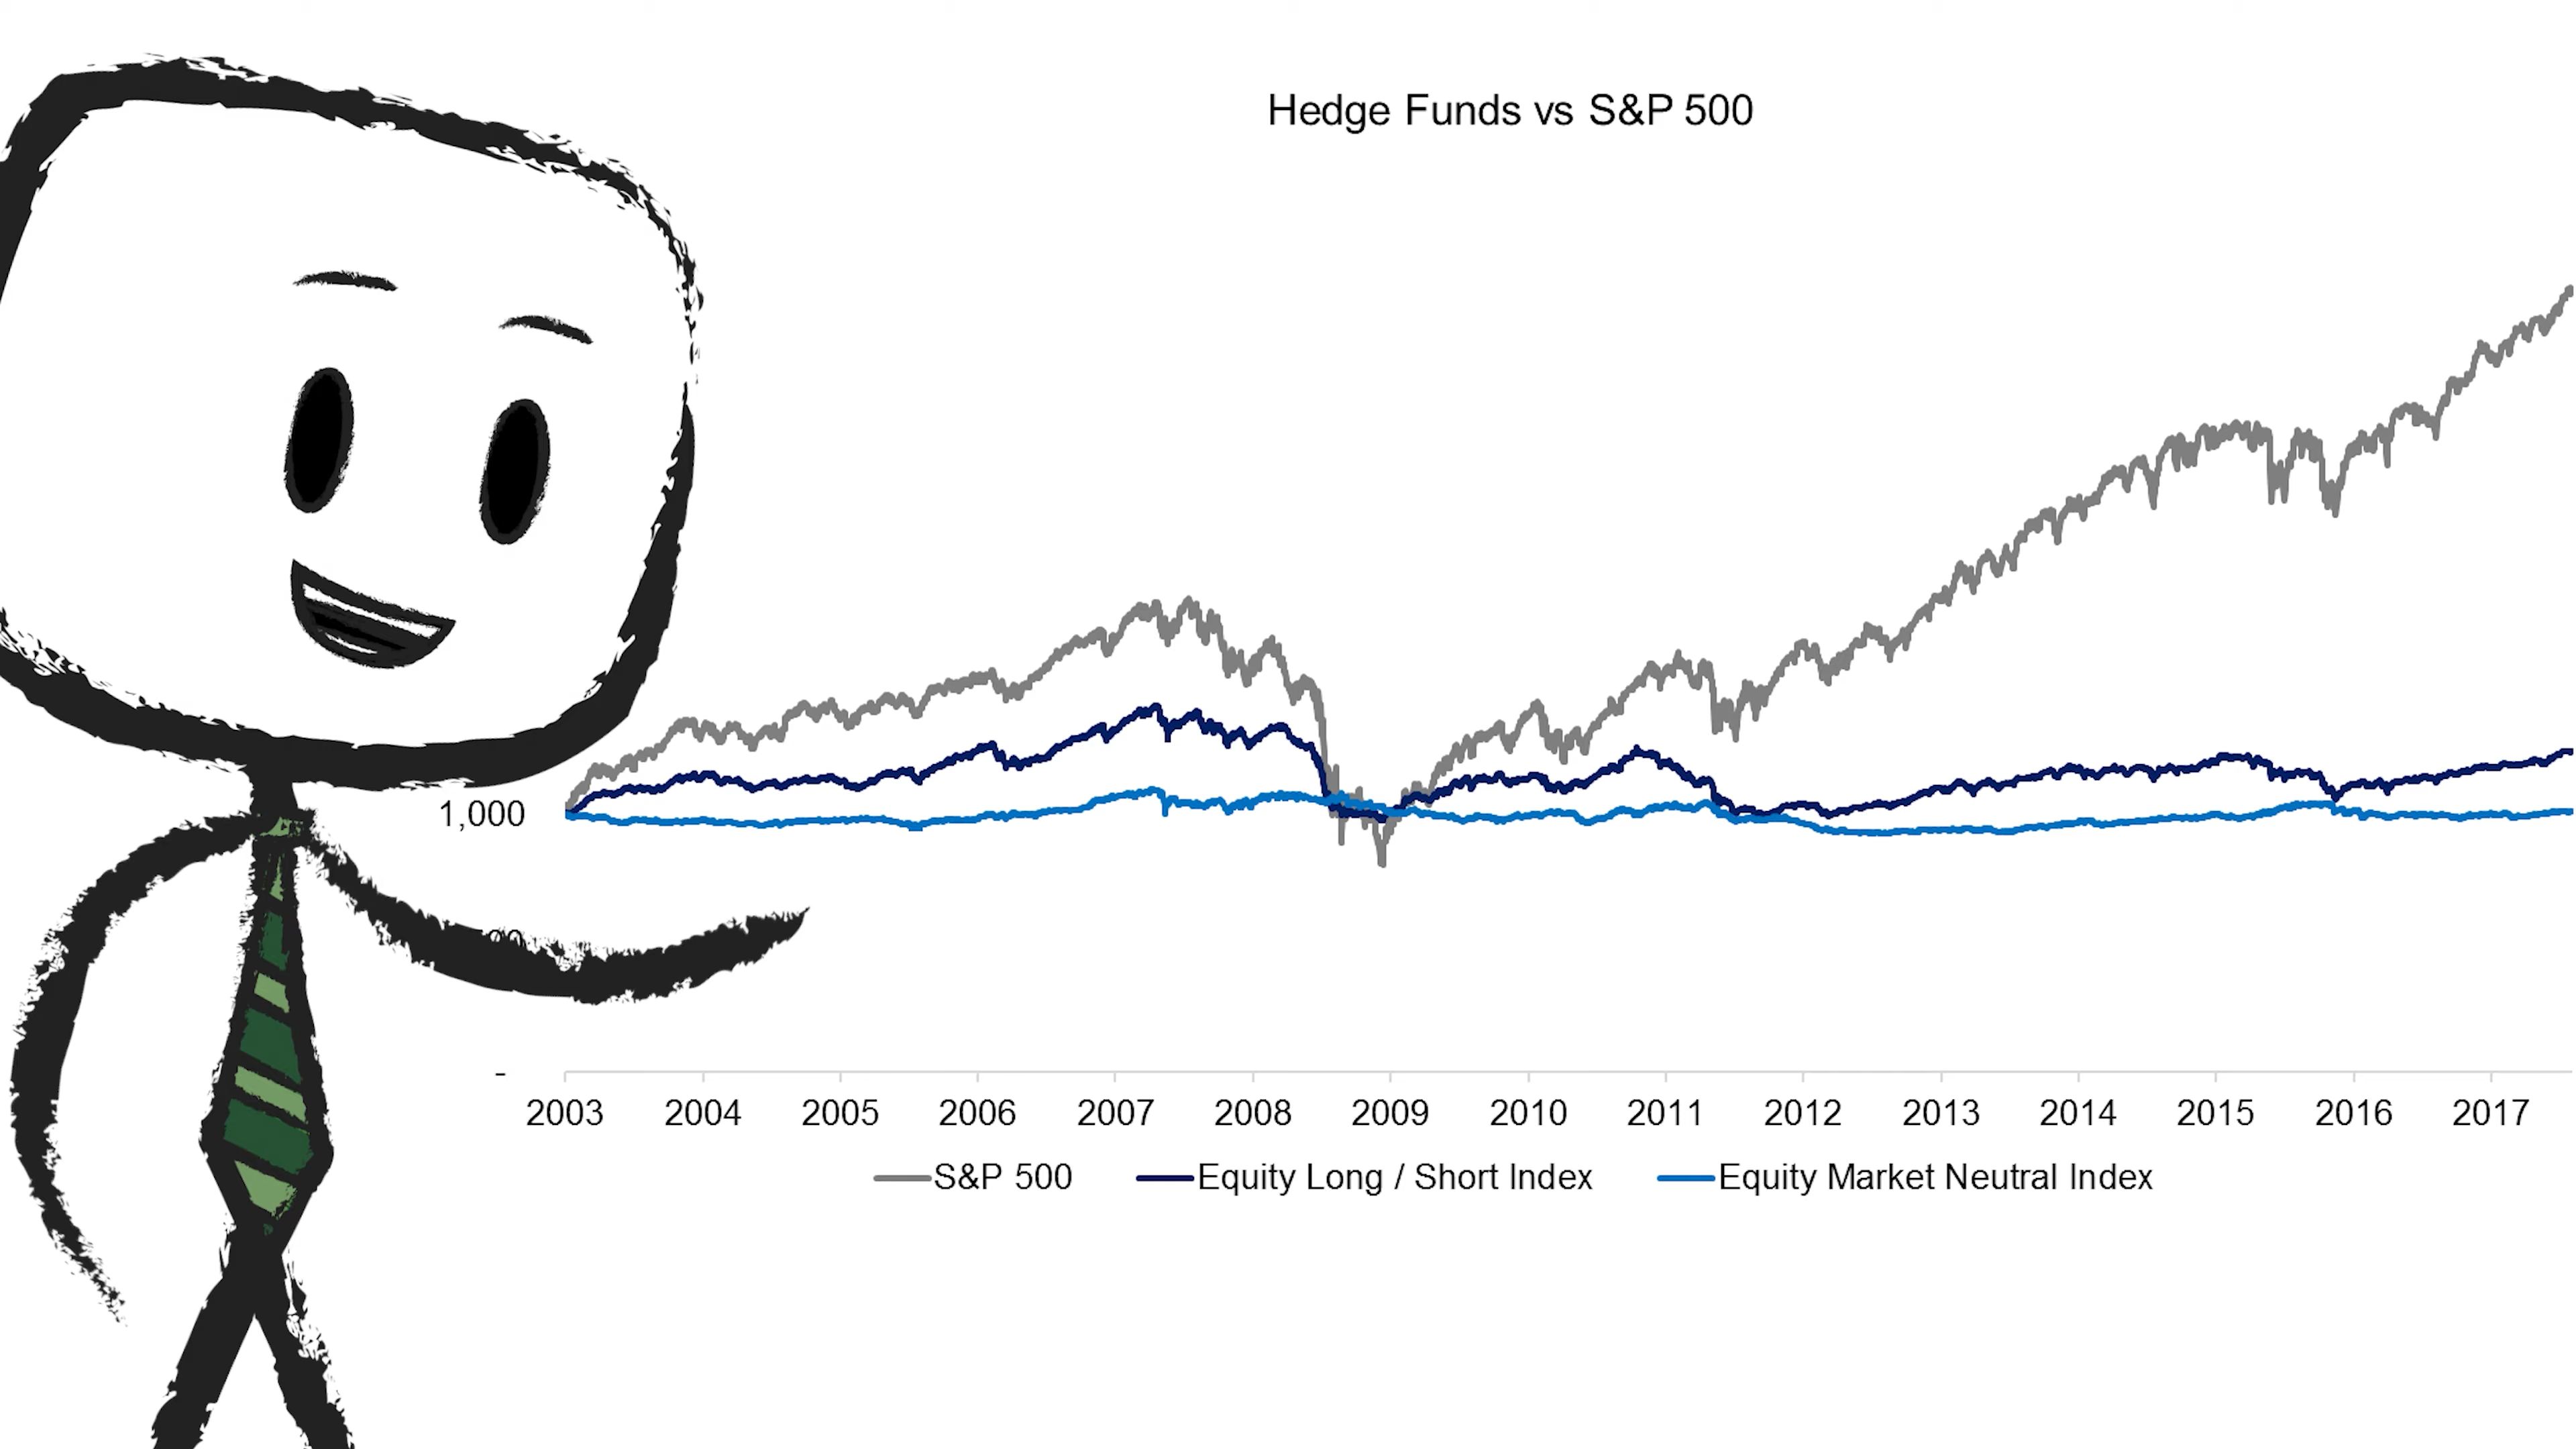 Hedge Funds vs S&P 500
1,000
-
2003 2004 2005 2006 2007 2008 2009 2010 2011 2012 2013 2014 2015 2016 2017
S&P 500 Equity Long / Short Index Equity Market Neutral Index